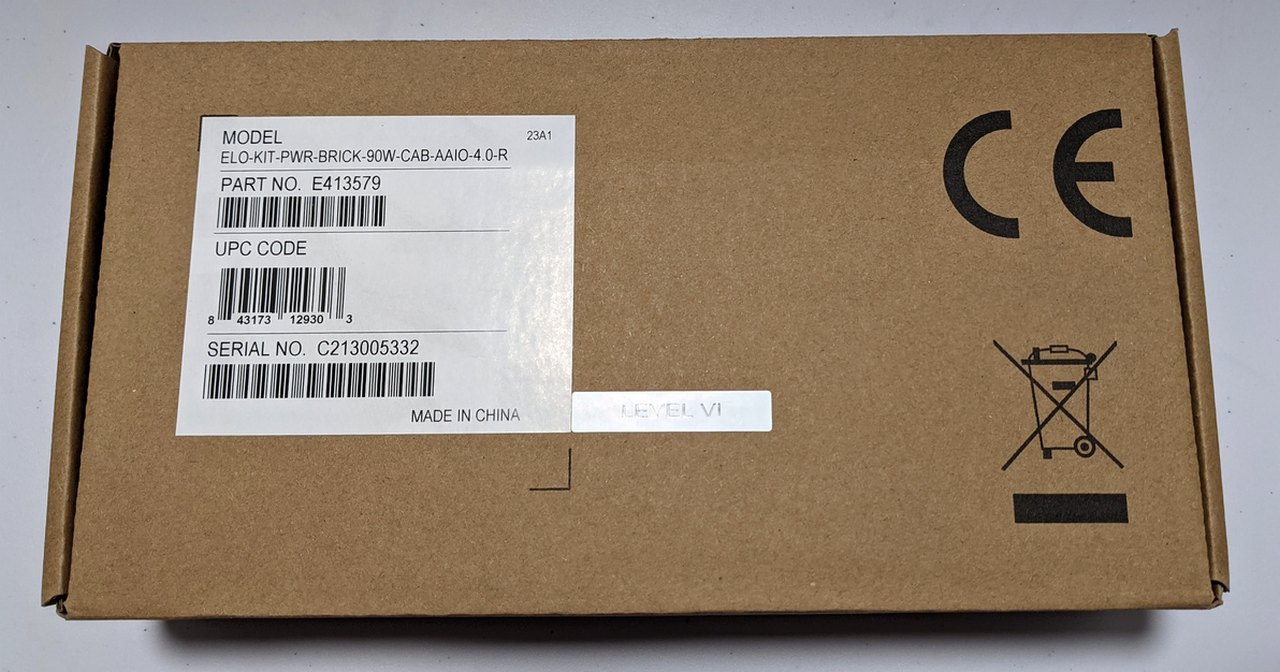 MODEL
23A1
ELO-KIT-PWR-BRICK-90W-CAB-AAIO-4.0-R
PART NO. E413579
UPC CODE
8 43173 12930 3
SERIAL NO. C213005332
MADE IN CHINA
LEVEL VI
CE